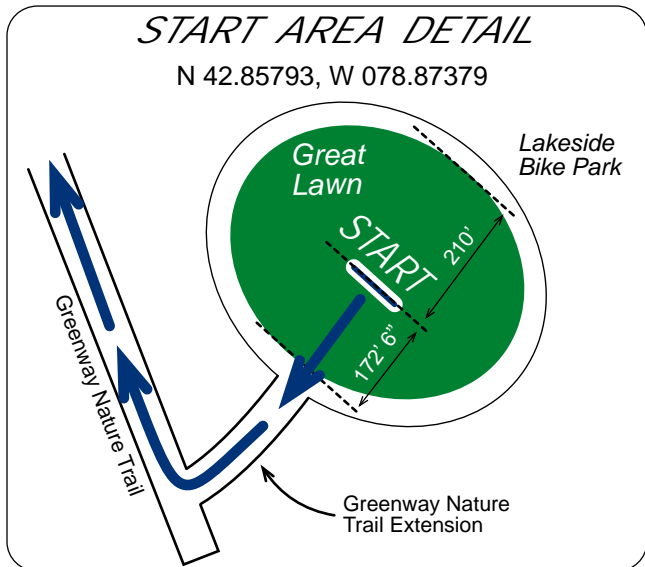 START AREA DETAIL
N 42.85793, W 078.87379
Great
Lawn
Lakeside
Bike Park
START
210'
172' 6”
Greenway Nature Trail
Greenway Nature
Trail Extension